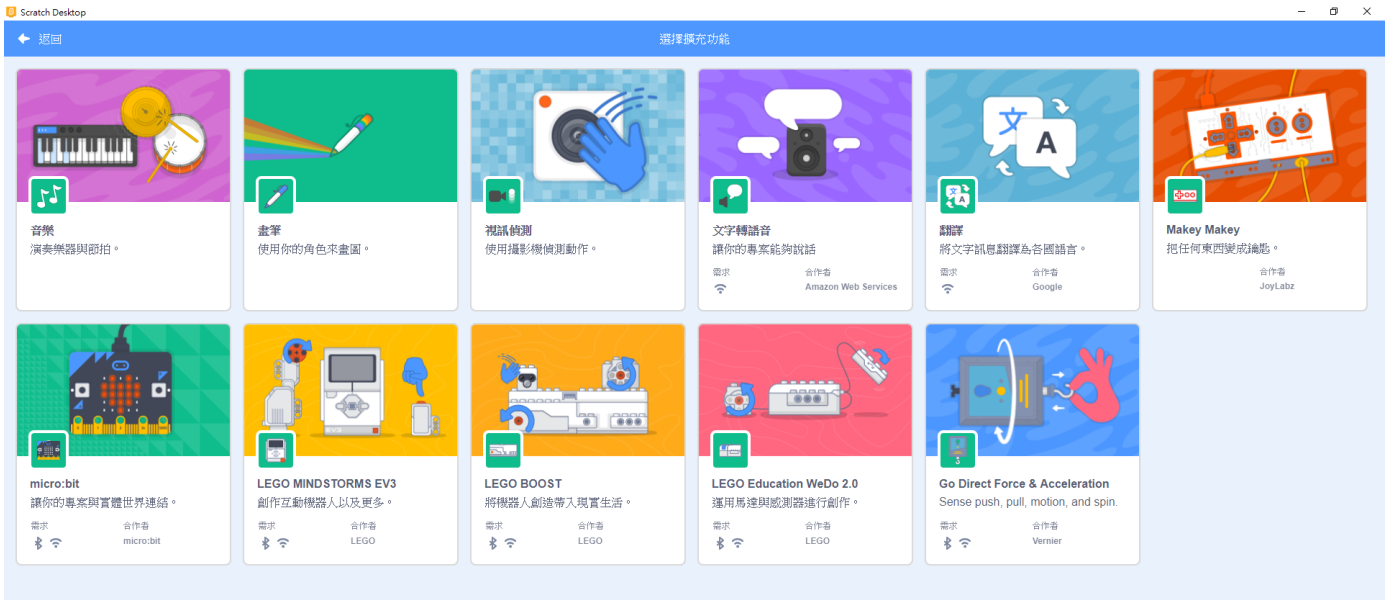 Scratch Desktop
返回
選擇擴充功能
音樂
演奏樂器與節拍。
畫筆
使用你的角色來畫圖。
視訊偵測
使用攝影機偵測動作。
文字轉語音
讓你的專案能夠說話
需求 合作者
Amazon Web Services
文 A
翻譯
將文字訊息翻譯為各國語言。
需求 合作者
Google
Makey Makey
把任何東西變成鑰匙。
合作者
JoyLabz
micro:bit
讓你的專案與實體世界連結。
需求 合作者
micro:bit
EV3
LEGO MINDSTORMS EV3
創作互動機器人以及更多。
需求 合作者
LEGO
LEGO BOOST
將機器人創造帶入現實生活。
需求 合作者
LEGO
LEGO Education WeDo 2.0
運用馬達與感測器進行創作。
需求 合作者
LEGO
Go Direct Force & Acceleration
Sense push, pull, motion, and spin.
需求 合作者
Vernier